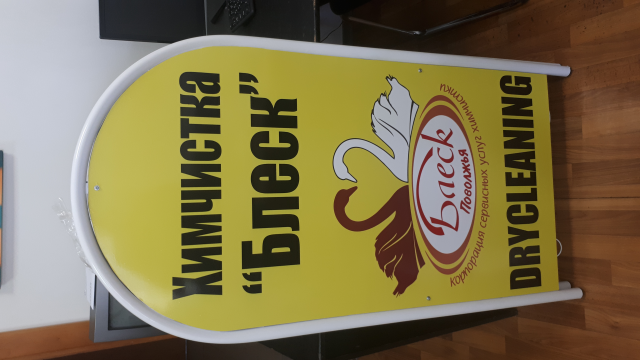 Химчистка
“Блеск”
Блеск
Поволжья
Корпорация сервисных услуг химчистки
DRYCLEANING